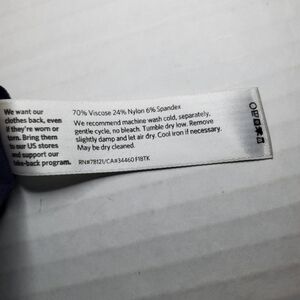 We want our
clothes back, even
if they're worn or
torn. Bring them
to our US stores
and support our
take-back program.
70% Viscose 24% Nylon 6% Spandex
We recommend machine wash cold, separately,
gentle cycle, no bleach. Tumble dry low. Remove
slightly damp and let air dry. Cool iron if necessary.
May be dry cleaned.
RN#78121/CA#34460 F18TK